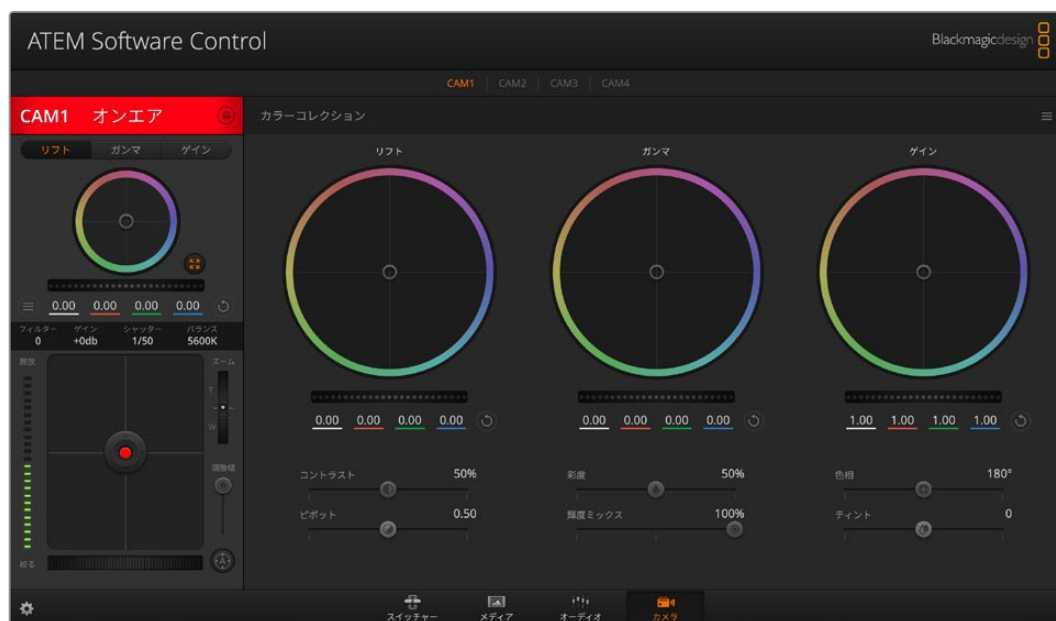 ATEM Software Control
Blackmagicdesign
CAM1 CAM2 CAM3 CAM4
CAM1 オンエア
カラーコレクション
リフト ガンマ ゲイン
リフト ガンマ ゲイン
0.00 0.00 0.00 0.00
フィルター ゲイン シャッター バランス
0 +0db 1/50 5600K
開放 ズーム
T
W
調整幅
絞る
A
0.00 0.00 0.00 0.00
0.00 0.00 0.00 0.00
1.00 1.00 1.00 1.00
コントラスト 50%
彩度 50%
色相 180°
ピボット 0.50
輝度ミックス 100%
ティント 0
スイッチャー メディア オーディオ カメラ